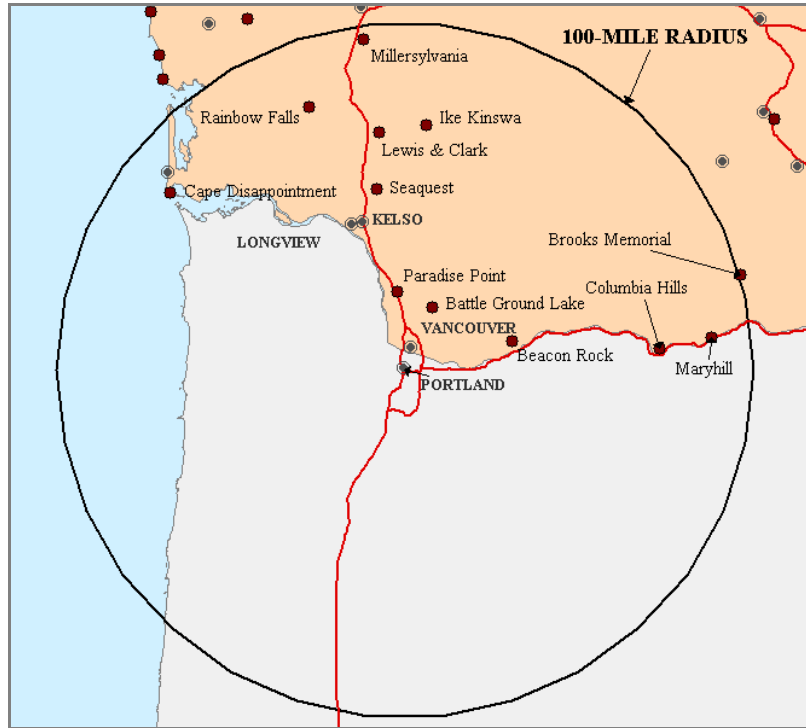 100-MILE RADIUS
Millersylvania
Rainbow Falls
Ike Kinswa
Lewis & Clark
Cape Disappointment
Seaquest
KELSO
LONGVIEW
Brooks Memorial
Paradise Point
Columbia Hills
Battle Ground Lake
VANCOUVER
Beacon Rock
Maryhill
PORTLAND